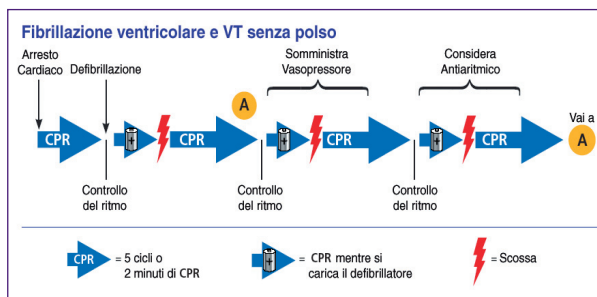 Fibrillazione ventricolare e VT senza polso
Arresto
Cardiaco
Defibrillazione
Somministra
Vasopressore
Considera
Antiaritmico
Vai a
A
CPR
CPR
CPR
CPR
A
Controllo
del ritmo
Controllo
del ritmo
Controllo
del ritmo
CPR
= 5 cicli o
2 minuti di CPR
= CPR mentre si
carica il defibrillatore
= Scossa